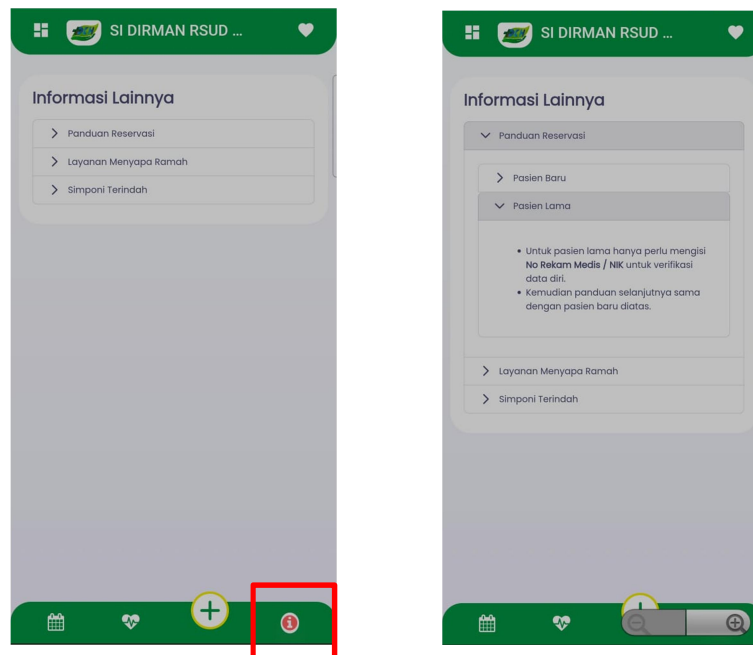 SI DIRMAN RSUD ...
Informasi Lainnya
Panduan Reservasi
Layanan Menyapa Ramah
Simponi Terindah
SI DIRMAN RSUD ...
Informasi Lainnya
Panduan Reservasi
Pasien Baru
Pasien Lama
• Untuk pasien lama hanya perlu mengisi
No Rekam Medis / NIK untuk verifikasi
data diri.
• Kemudian panduan selanjutnya sama
dengan pasien baru diatas.
Layanan Menyapa Ramah
Simponi Terindah